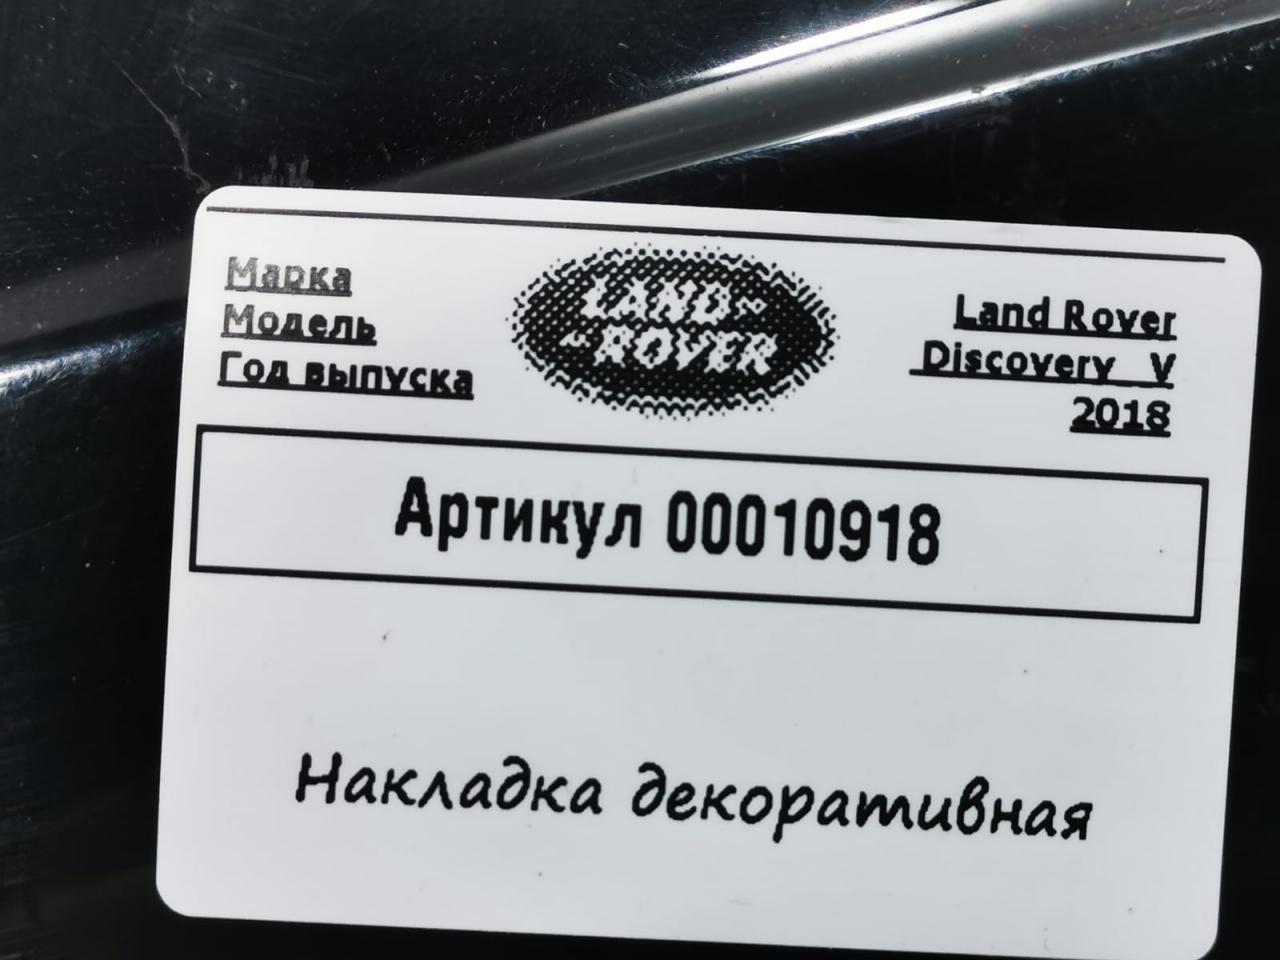 Марка
Модель
Год выпуска
LAND-
-ROVER
Land Rover
Discovery V
2018
Артикул 00010918
Накладка декоративная